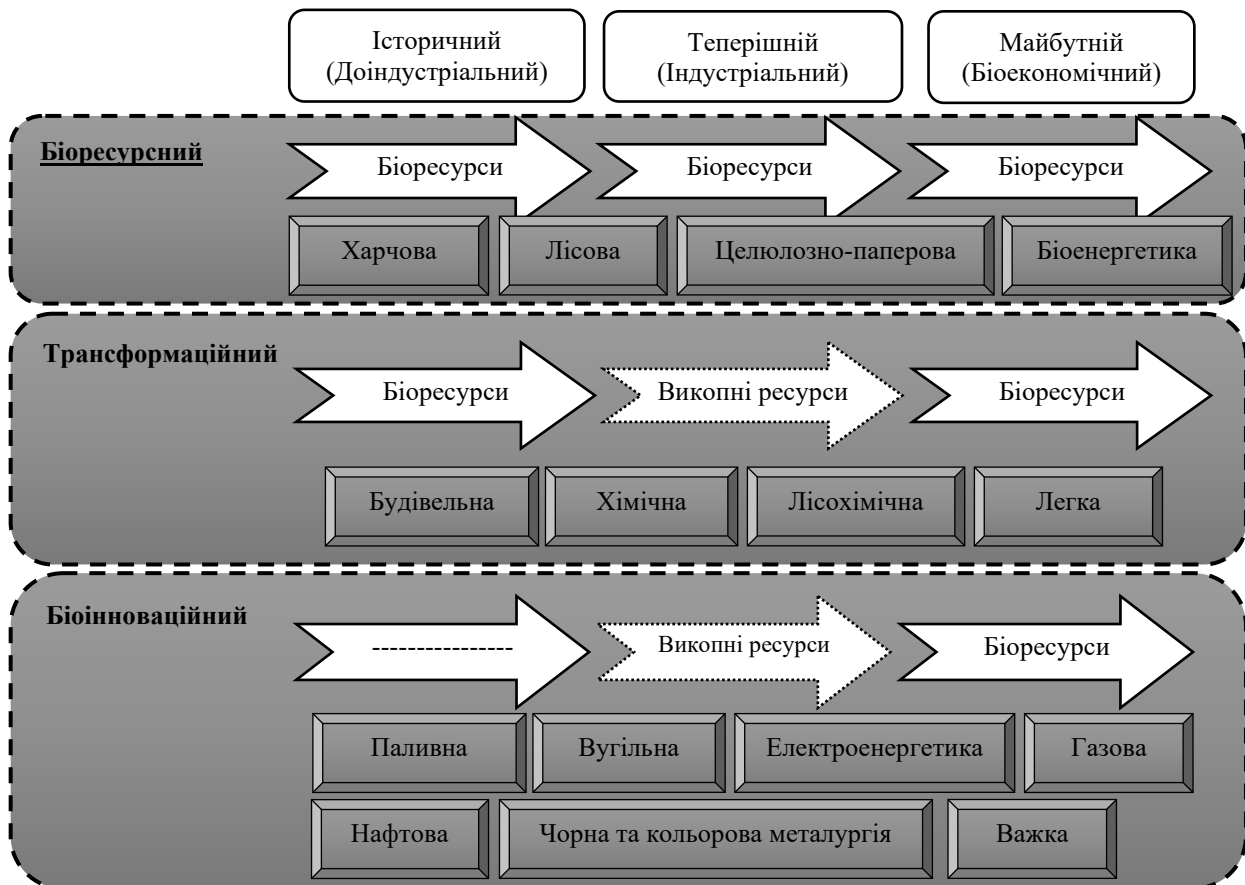 Історичний
(Доіндустріальний)
Теперішній
(Індустріальний)
Майбутній
(Біоекономічний)
Біоресурсний
Біоресурси
Біоресурси
Біоресурси
Харчова
Лісова
Целюлозно-паперова
Біоенергетика
Трансформаційний
Біоресурси
Викопні ресурси
Біоресурси
Будівельна
Хімічна
Лісохімічна
Легка
Біоінноваційний
----------------
Викопні ресурси
Біоресурси
Паливна
Вугільна
Електроенергетика
Газова
Нафтова
Чорна та кольорова металургія
Важка